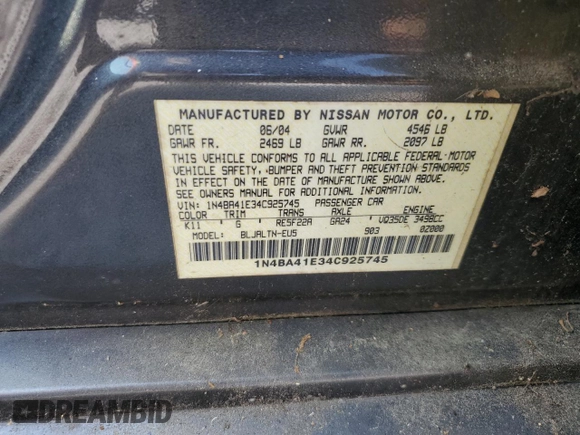 MANUFACTURED BY NISSAN MOTOR CO., LTD.
DATE 06/04 GVWR 4546 LB
GAWR FR. 2469 LB GAWR RR. 2097 LB
THIS VEHICLE CONFORMS TO ALL APPLICABLE FEDERAL MOTOR
VEHICLE SAFETY, BUMPER AND THEFT PREVENTION STANDARDS
IN EFFECT ON THE DATE OF MANUFACTURE SHOWN ABOVE.
SEE OWNERS MANUAL FOR ADDITIONAL INFORMATION.
VIN: 1N4BA41E34C925745 PASSENGER CAR
COLOR TRIM TRANS AXLE ENGINE
K11 G RE5F22A GA24 VQ35DE 3498CC
MODEL: BLJALTN-EU5 903 02000
1N4BA41E34C925745
DREAMBID